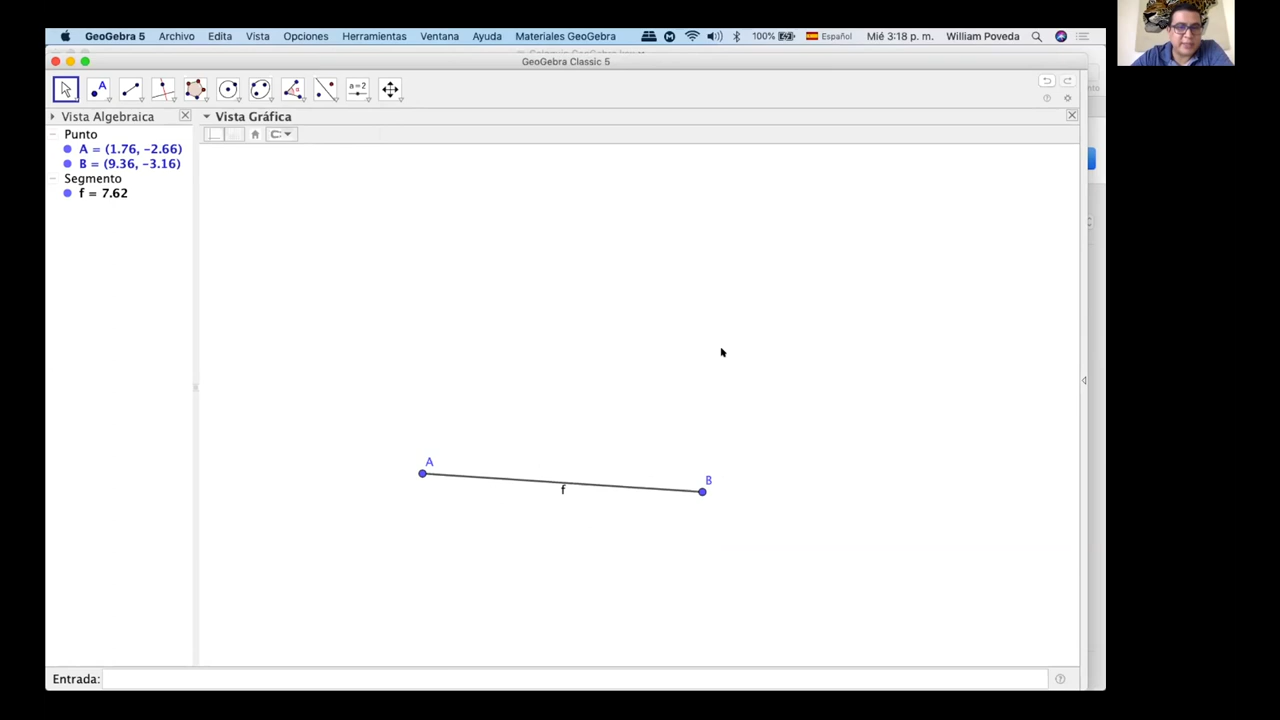 GeoGebra 5 Archivo Edita Vista Opciones Herramientas Ventana Ayuda Materiales GeoGebra 100% Español Mié 3:18 p. m. William Poveda
GeoGebra Classic 5
A
α
a=2
Vista Algebraica
Vista Gráfica
Punto
A = (1.76, -2.66)
B = (9.36, -3.16)
Segmento
f = 7.62
A
B
f
Entrada: